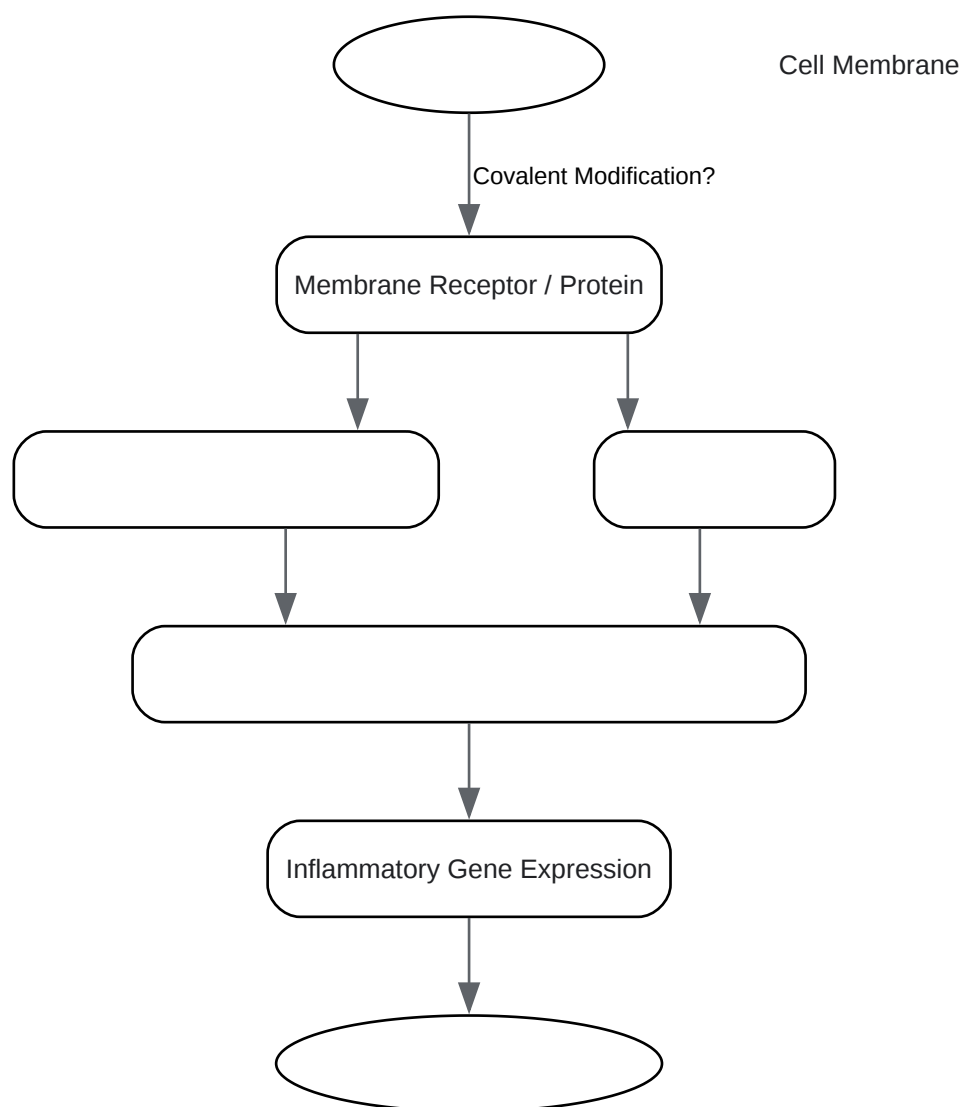 Cell Membrane
Covalent Modification?
Membrane Receptor / Protein
Inflammatory Gene Expression